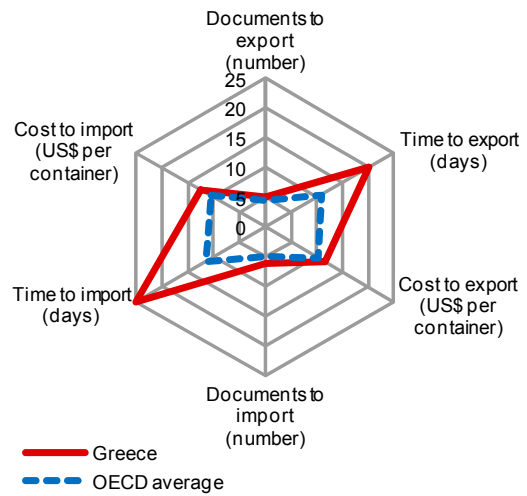 Documents to
export
(number)
25
20
15
10
5
0
Cost to import
(US$ per
container)
Time to export
(days)
Time to import
(days)
Cost to export
(US$ per
container)
Documents to
import
(number)
Greece
OECD average